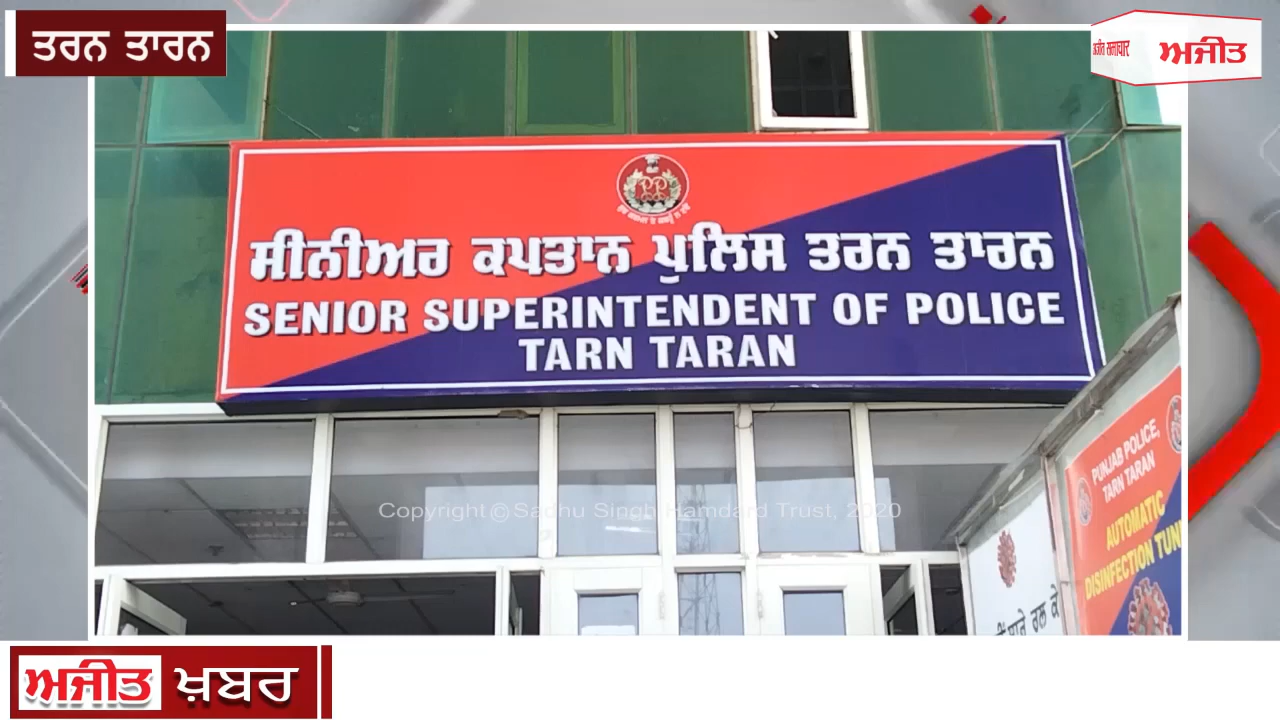 ਤਰਨ ਤਾਰਨ
ਅਜੀਤ
ਸੀਨੀਅਰ ਕਪਤਾਨ ਪੁਲਿਸ ਤਰਨ ਤਾਰਨ
SENIOR SUPERINTENDENT OF POLICE
TARN TARAN
Copyright © Sadhu Singh Hamdard Trust, 2020
PUNJAB POLICE,
TARN TARAN
AUTOMATIC
DISINFECTION TUN
ਰਲ ਕੇ
ਅਜੀਤ ਖ਼ਬਰ